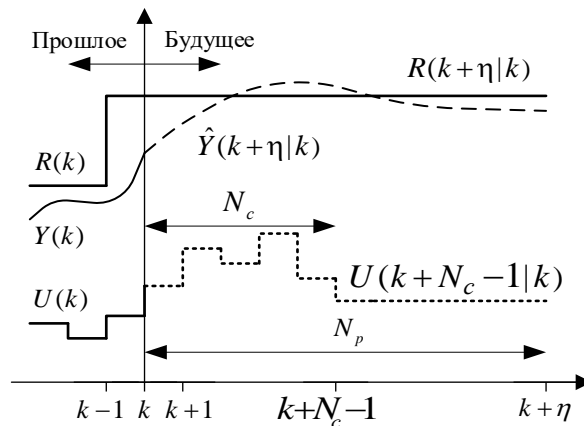 Прошлое Будущее
R(k+η|k)
R(k)
Ŷ(k+η|k)
Y(k)
N_c
U(k)
U(k+N_c−1|k)
N_p
k−1 k k+1 k+N_c−1 k+η